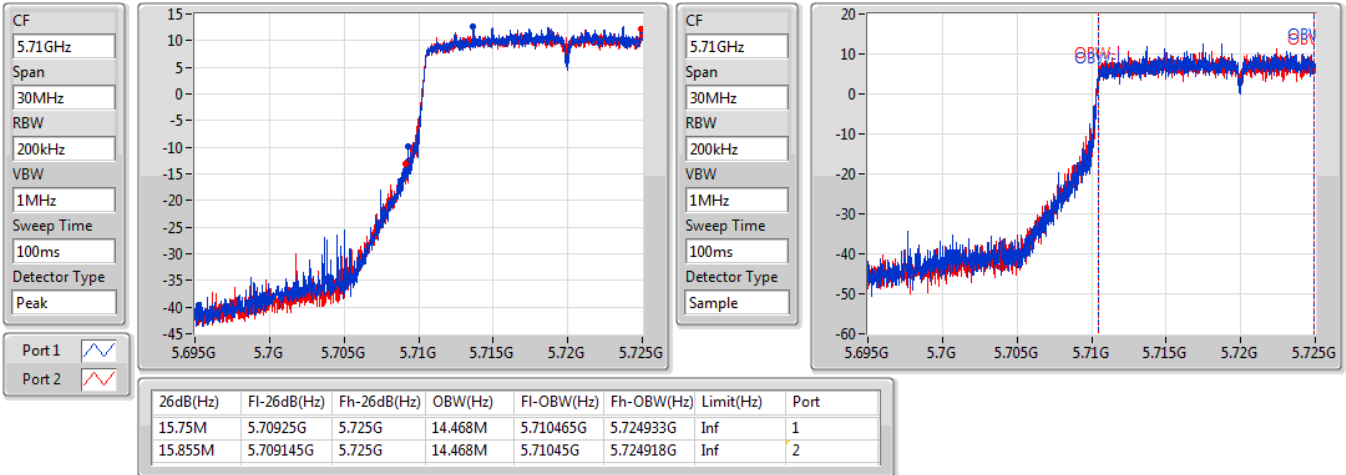 CF
5.71GHz
Span
30MHz
RBW
200kHz
VBW
1MHz
Sweep Time
100ms
Detector Type
Peak
15
10
5
0
-5
-10
-15
-20
-25
-30
-35
-40
-45
5.695G 5.7G 5.705G 5.71G 5.715G 5.72G 5.725G
CF
5.71GHz
Span
30MHz
RBW
200kHz
VBW
1MHz
Sweep Time
100ms
Detector Type
Sample
20
10
0
-10
-20
-30
-40
-50
-60
5.695G 5.7G 5.705G 5.71G 5.715G 5.72G 5.725G
Port 1
Port 2
26dB(Hz) Fl-26dB(Hz) Fh-26dB(Hz) OBW(Hz) Fl-OBW(Hz) Fh-OBW(Hz) Limit(Hz) Port
15.75M 5.70925G 5.725G 14.468M 5.710465G 5.724933G Inf 1
15.855M 5.709145G 5.725G 14.468M 5.71045G 5.724918G Inf 2